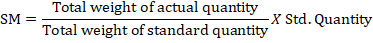 SM = Total weight of actual quantity / Total weight of standard quantity X Std. Quantity